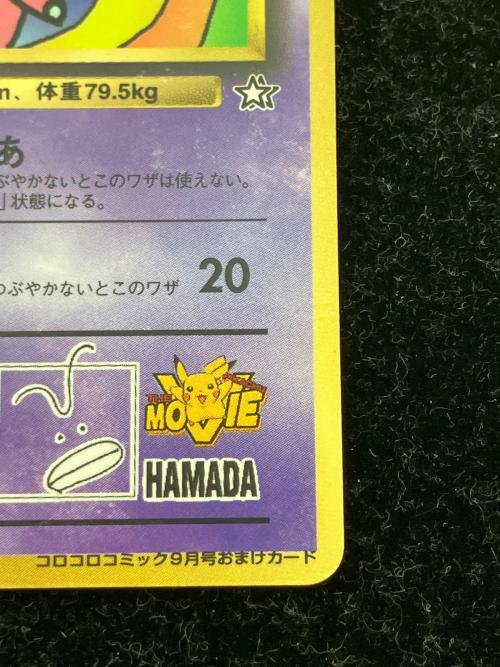 m、体重79.5kg
あ
ぶやかないとこのワザは使えない。
」状態になる。
つぶやかないとこのワザ 20
THE
MOVIE
HAMADA
コロコロコミック9月号おまけカード